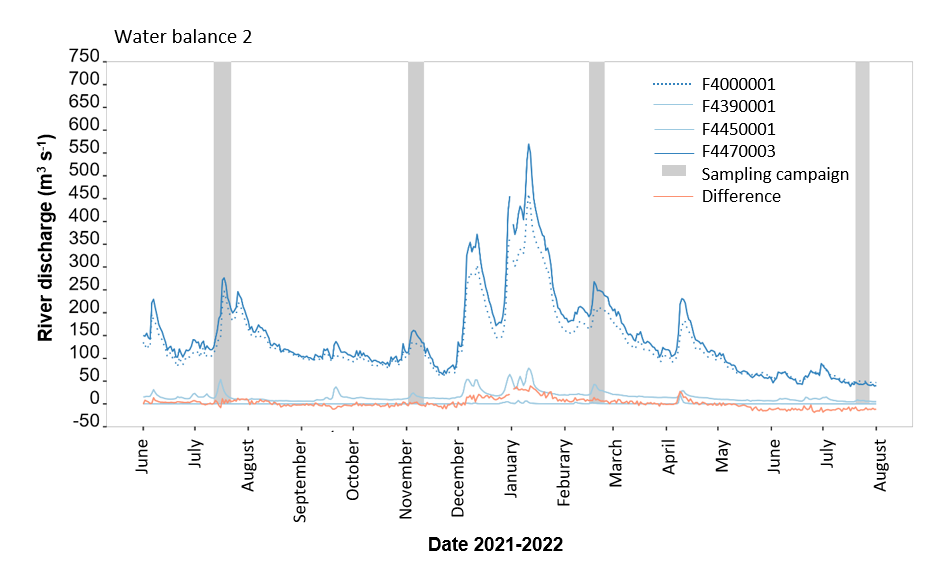 Water balance 2
750
700
650
600
550
500
450
400
350
300
250
200
150
100
50
0
-50
River discharge (m³ s⁻¹)
F4000001
F4390001
F4450001
F4470003
Sampling campaign
Difference
June
July
August
September
October
November
December
January
Feburary
March
April
May
June
July
August
Date 2021-2022